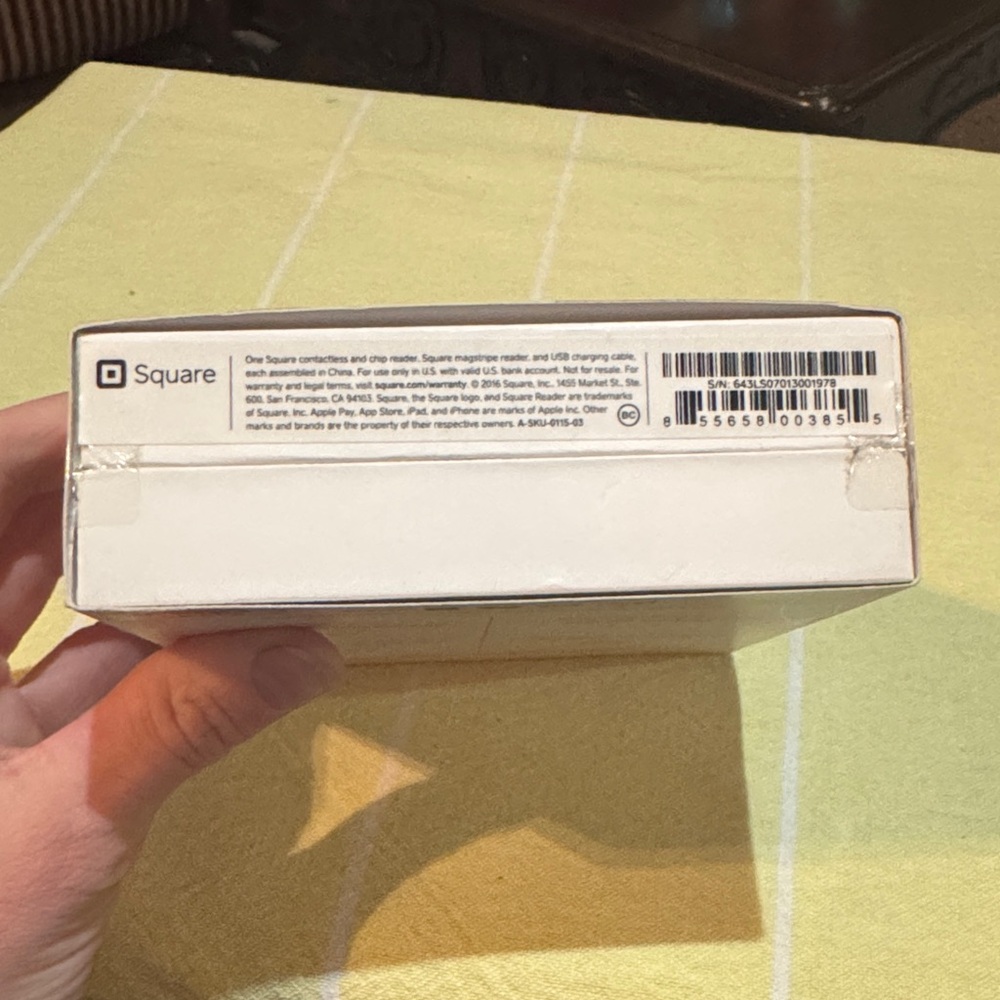 Square
One Square contactless and chip reader, Square magstripe reader, and USB charging cable,
each assembled in China. For use only in U.S. with valid U.S. bank account. Not for resale. For
warranty and legal terms, visit square.com/warranty. © 2016 Square, Inc., 1455 Market St., Ste.
600, San Francisco, CA 94103. Square, the Square logo, and Square Reader are trademarks
of Square, Inc. Apple Pay, App Store, iPad, and iPhone are marks of Apple Inc. Other
marks and brands are the property of their respective owners. A-SKU-0115-03
BC
S/N: 643LS07013001978
8 55658 00385 5